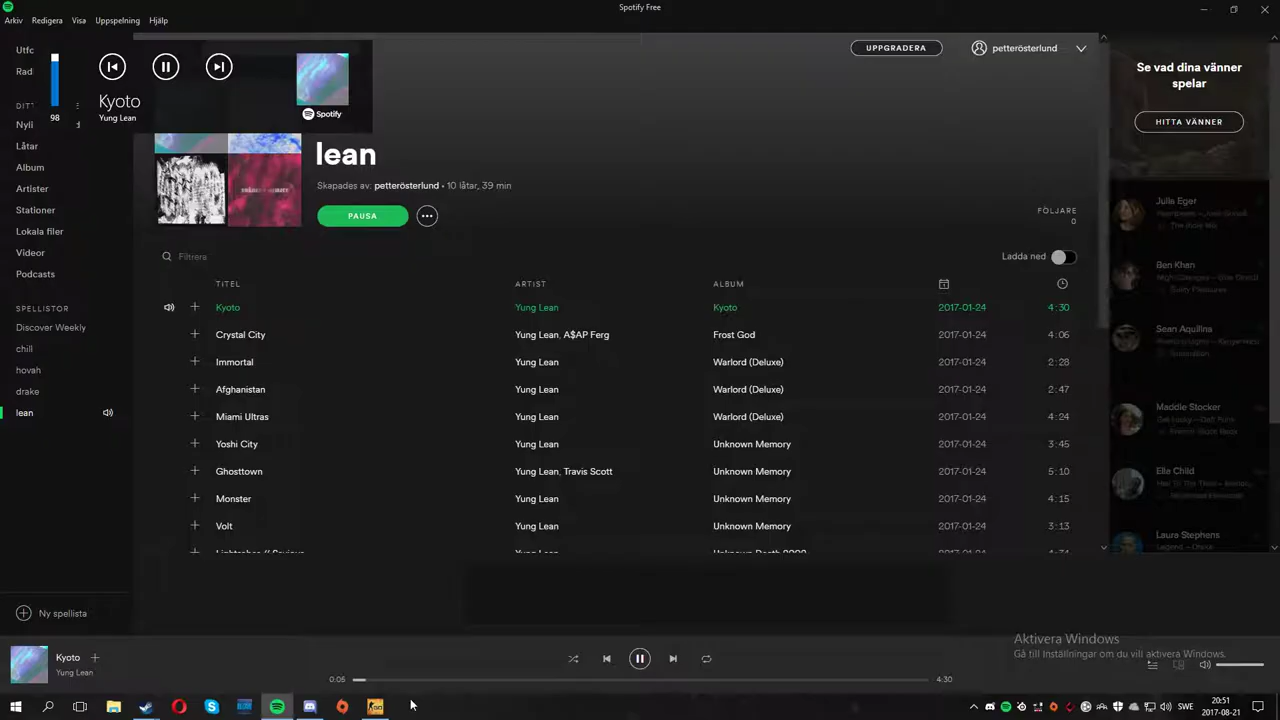 Spotify Free
Arkiv Redigera Visa Uppspelning Hjälp
UPPGRADERA
petterösterlund
Se vad dina vänner
spelar
HITTA VÄNNER
98
Kyoto
Yung Lean
Spotify
Låtar
Album
Artister
Stationer
Lokala filer
Videor
Podcasts
SPELLISTOR
Discover Weekly
chill
hovah
drake
lean
Ny spellista
lean
Skapades av: petterösterlund • 10 låtar, 39 min
PAUSA
FÖLJARE
0
Filtrera
Ladda ned
TITEL ARTIST ALBUM
Kyoto Yung Lean Kyoto 2017-01-24 4:30
Crystal City Yung Lean, A$AP Ferg Frost God 2017-01-24 4:06
Immortal Yung Lean Warlord (Deluxe) 2017-01-24 2:28
Afghanistan Yung Lean Warlord (Deluxe) 2017-01-24 2:47
Miami Ultras Yung Lean Warlord (Deluxe) 2017-01-24 4:24
Yoshi City Yung Lean Unknown Memory 2017-01-24 3:45
Ghosttown Yung Lean, Travis Scott Unknown Memory 2017-01-24 5:10
Monster Yung Lean Unknown Memory 2017-01-24 4:15
Volt Yung Lean Unknown Memory 2017-01-24 3:13
Julia Eger
Ben Khan
Guilty Pleasures
Sean Aquilina
Maddie Stocker
Ella Child
Laura Stephens
Kyoto
Yung Lean
0:05
4:30
Aktivera Windows
Gå till Inställningar om du vill aktivera Windows.
SWE
20:51
2017-08-21